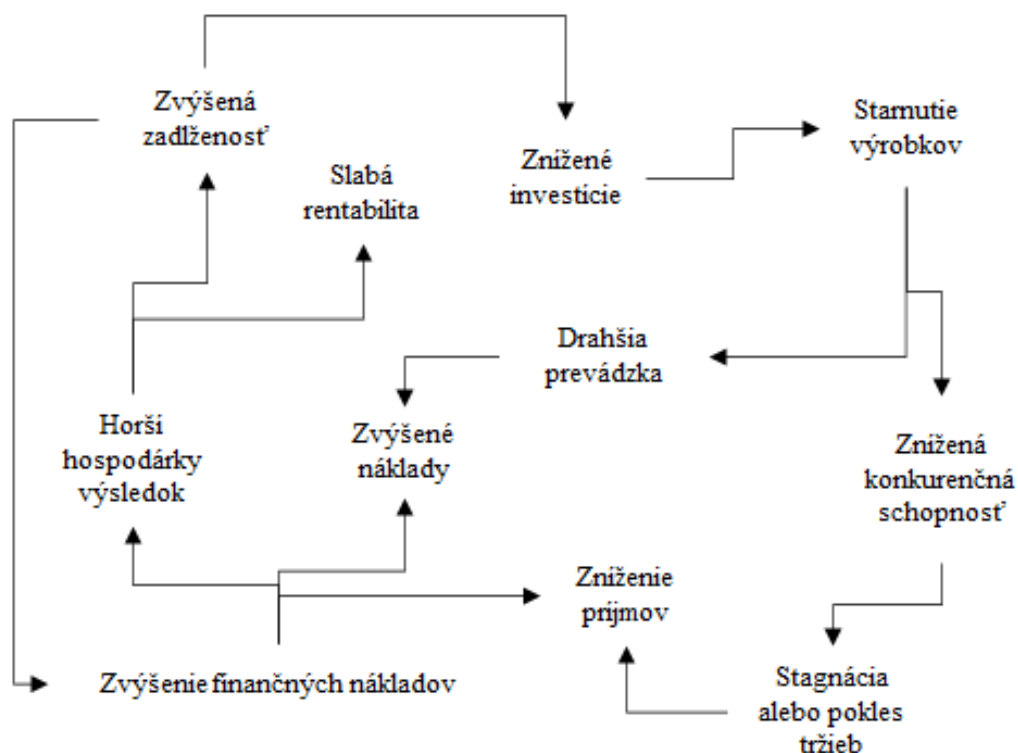 Zvýšená
zadlženosť
Slabá
rentabilita
Znížené
investície
Starnutie
výrobkov
Drahšia
prevádzka
Horší
hospodárky
výsledok
Zvýšené
náklady
Znížená
konkurenčná
schopnosť
Zníženie
príjmov
Zvýšenie finančných nákladov
Stagnácia
alebo pokles
tržieb